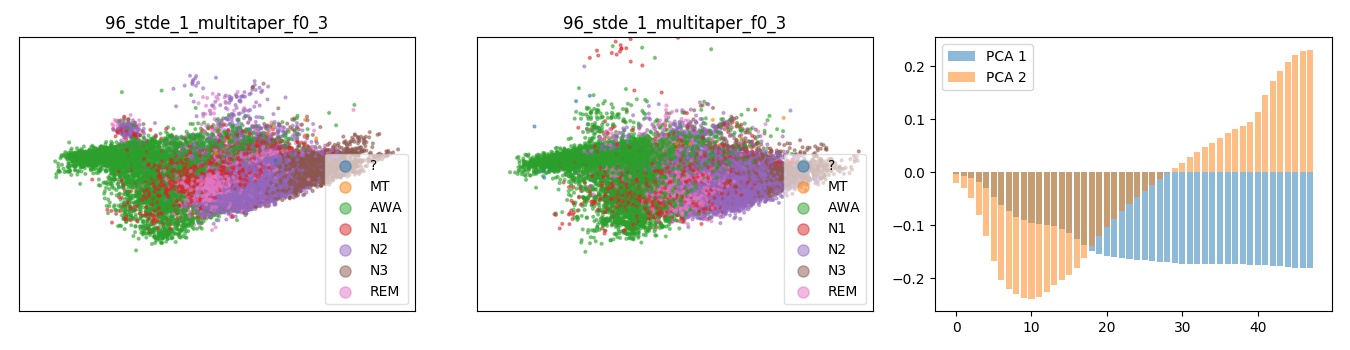 96_stde_1_multitaper_f0_3
?
MT
AWA
N1
N2
N3
REM
96_stde_1_multitaper_f0_3
?
MT
AWA
N1
N2
N3
REM
PCA 1
PCA 2
0.2
0.1
0.0
−0.1
−0.2
0
10
20
30
40